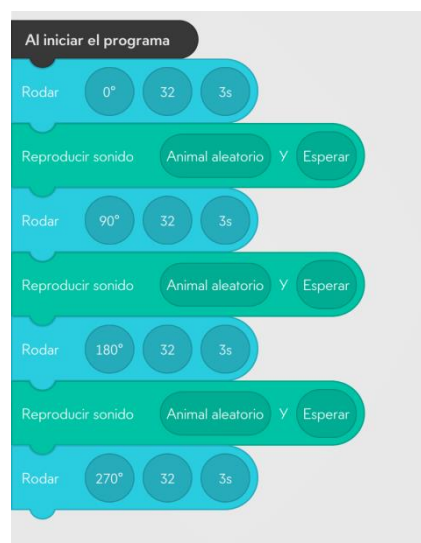 Al iniciar el programa
Rodar 0° 32 3s
Reproducir sonido Animal aleatorio Y Esperar
Rodar 90° 32 3s
Reproducir sonido Animal aleatorio Y Esperar
Rodar 180° 32 3s
Reproducir sonido Animal aleatorio Y Esperar
Rodar 270° 32 3s